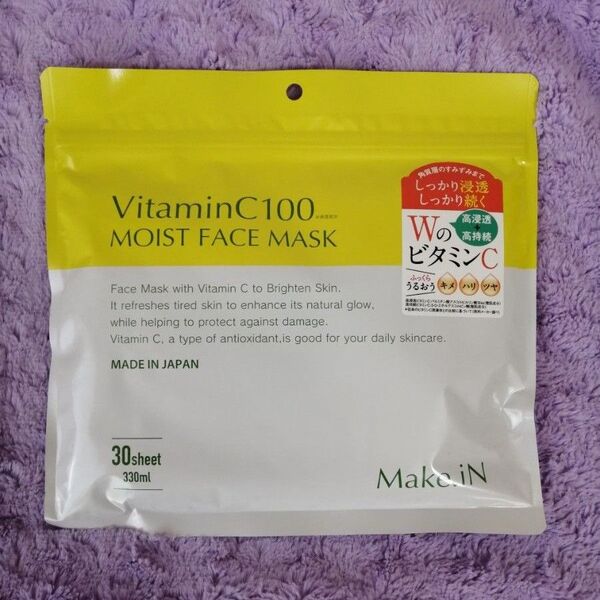 VitaminC100
MOIST FACE MASK
角質層のすみずみまで
しっかり浸透
しっかり続く
Wの
高浸透
+
高持続
ビタミンC
ふっくら
うるおう
キメ ハリ ツヤ
Face Mask with Vitamin C to Brighten Skin.
It refreshes tired skin to enhance its natural glow,
while helping to protect against damage.
Vitamin C, a type of antioxidant,is good for your daily skincare.
MADE IN JAPAN
30sheet
330ml
Make.iN